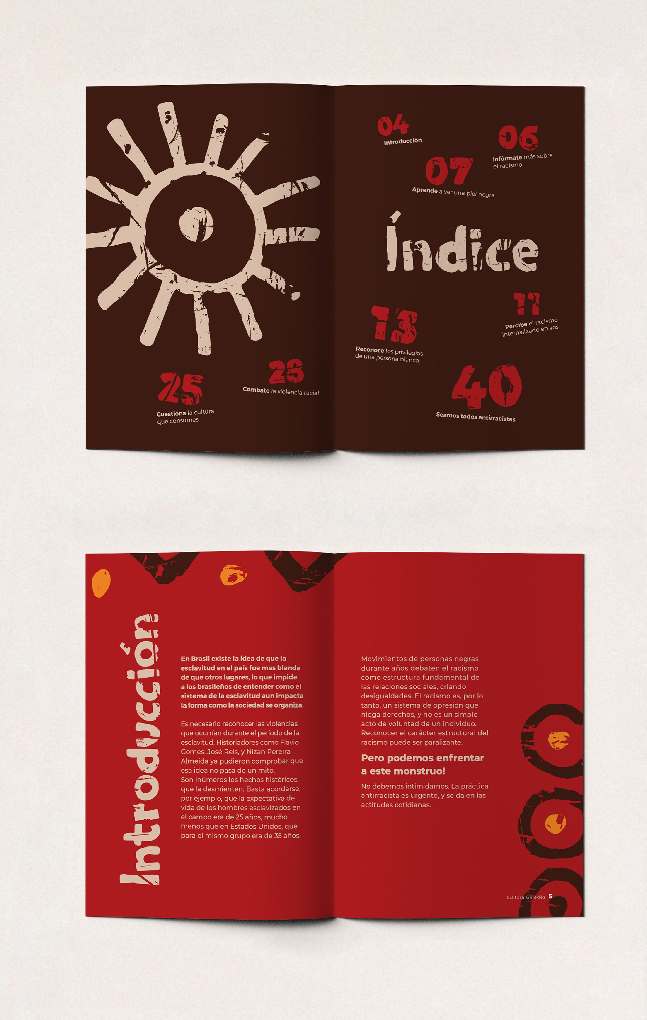 04
Introducción
06
Infórmate más sobre
el racismo
07
Aprende a ver una piel negra
Índice
11
Percibe el racismo
internalizado en vos
13
Reconoce los privilegios
de una persona blanca
40
Seamos todos antirracistas
25
Cuestiona la cultura
que consumes
28
Combate la violencia racial
Introducción
En Brasil existe la idea de que la
esclavitud en el país fue mas blanda
de que otros lugares, lo que impide
a los brasileños de entender como el
sistema de la esclavitud aun impacta
la forma como la sociedad se organiza.
Es necesario reconocer las violencias
que ocurrían durante el periodo de la
esclavitud. Historiadores como Flavio
Gomes, José Reis, y Nizan Pereira
Almeida ya pudieron comprobar que
esa idea no pasa de un mito.
Son inúmeros los hechos históricos
que la desmienten. Basta acordarse,
por ejemplo, que la expectativa de
vida de los hombres esclavizados en
el campo era de 25 años, mucho
menos que en Estados Unidos, que
para el mismo grupo era de 35 años.
Movimientos de personas negras
durante años debaten el racismo
como estructura fundamental de
las relaciones sociales, criando
desigualdades. El racismo es, por lo
tanto, un sistema de opresión que
niega derechos, y no es un simple
acto de voluntad de un individuo.
Reconocer el carácter estructural del
racismo puede ser paralizante.
Pero podemos enfrentar
a este monstruo!
No debemos intimidarnos. La práctica
antirracista es urgente, y se da en las
actitudes cotidianas.
5